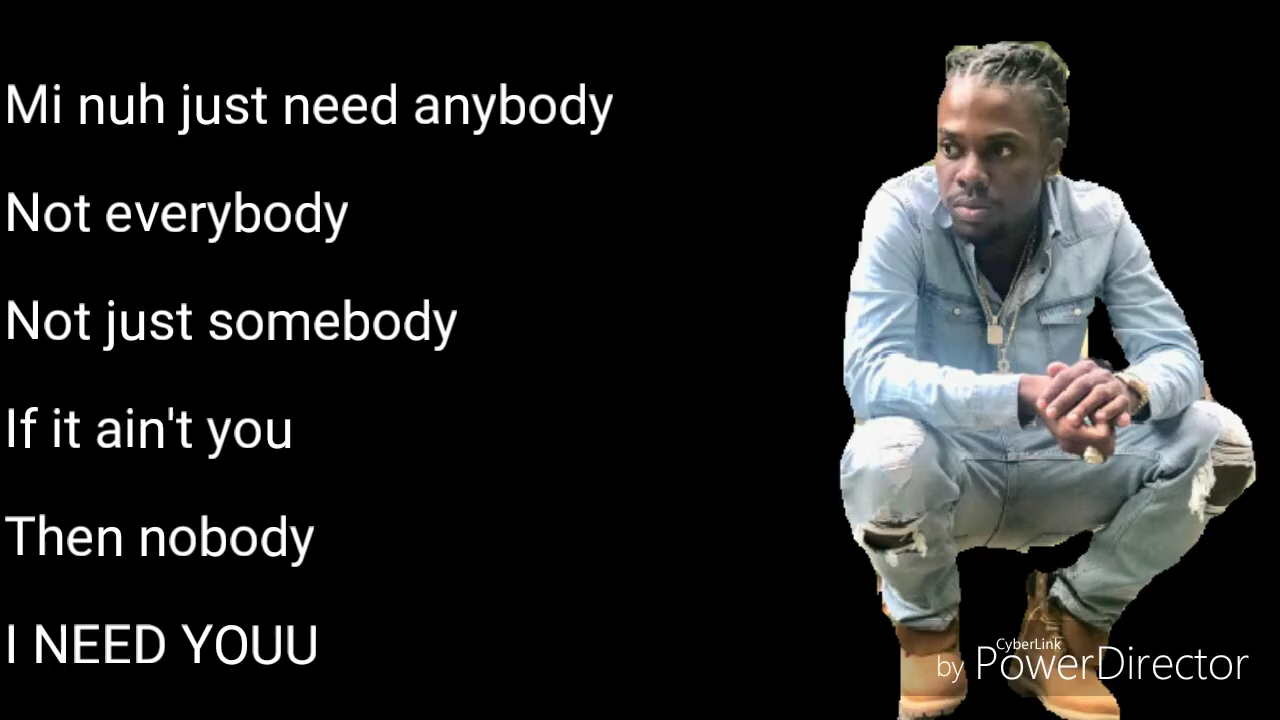 Mi nuh just need anybody
Not everybody
Not just somebody
If it ain't you
Then nobody
I NEED YOUU
CyberLink
by PowerDirector